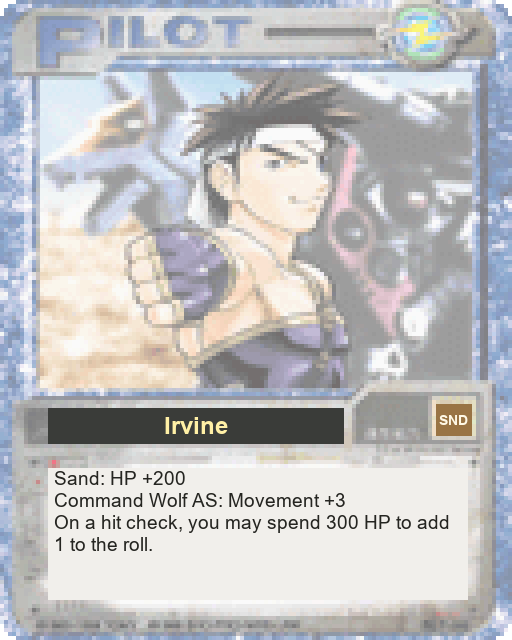 PILOT
Irvine
SND
Sand: HP +200
Command Wolf AS: Movement +3
On a hit check, you may spend 300 HP to add
1 to the roll.